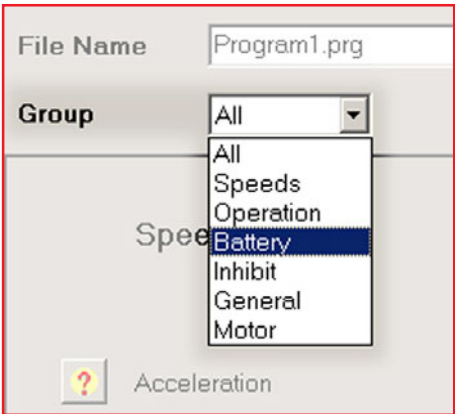 File Name Program1.prg
Group All
All
Speeds
Operation
Battery
Inhibit
General
Motor
? Acceleration